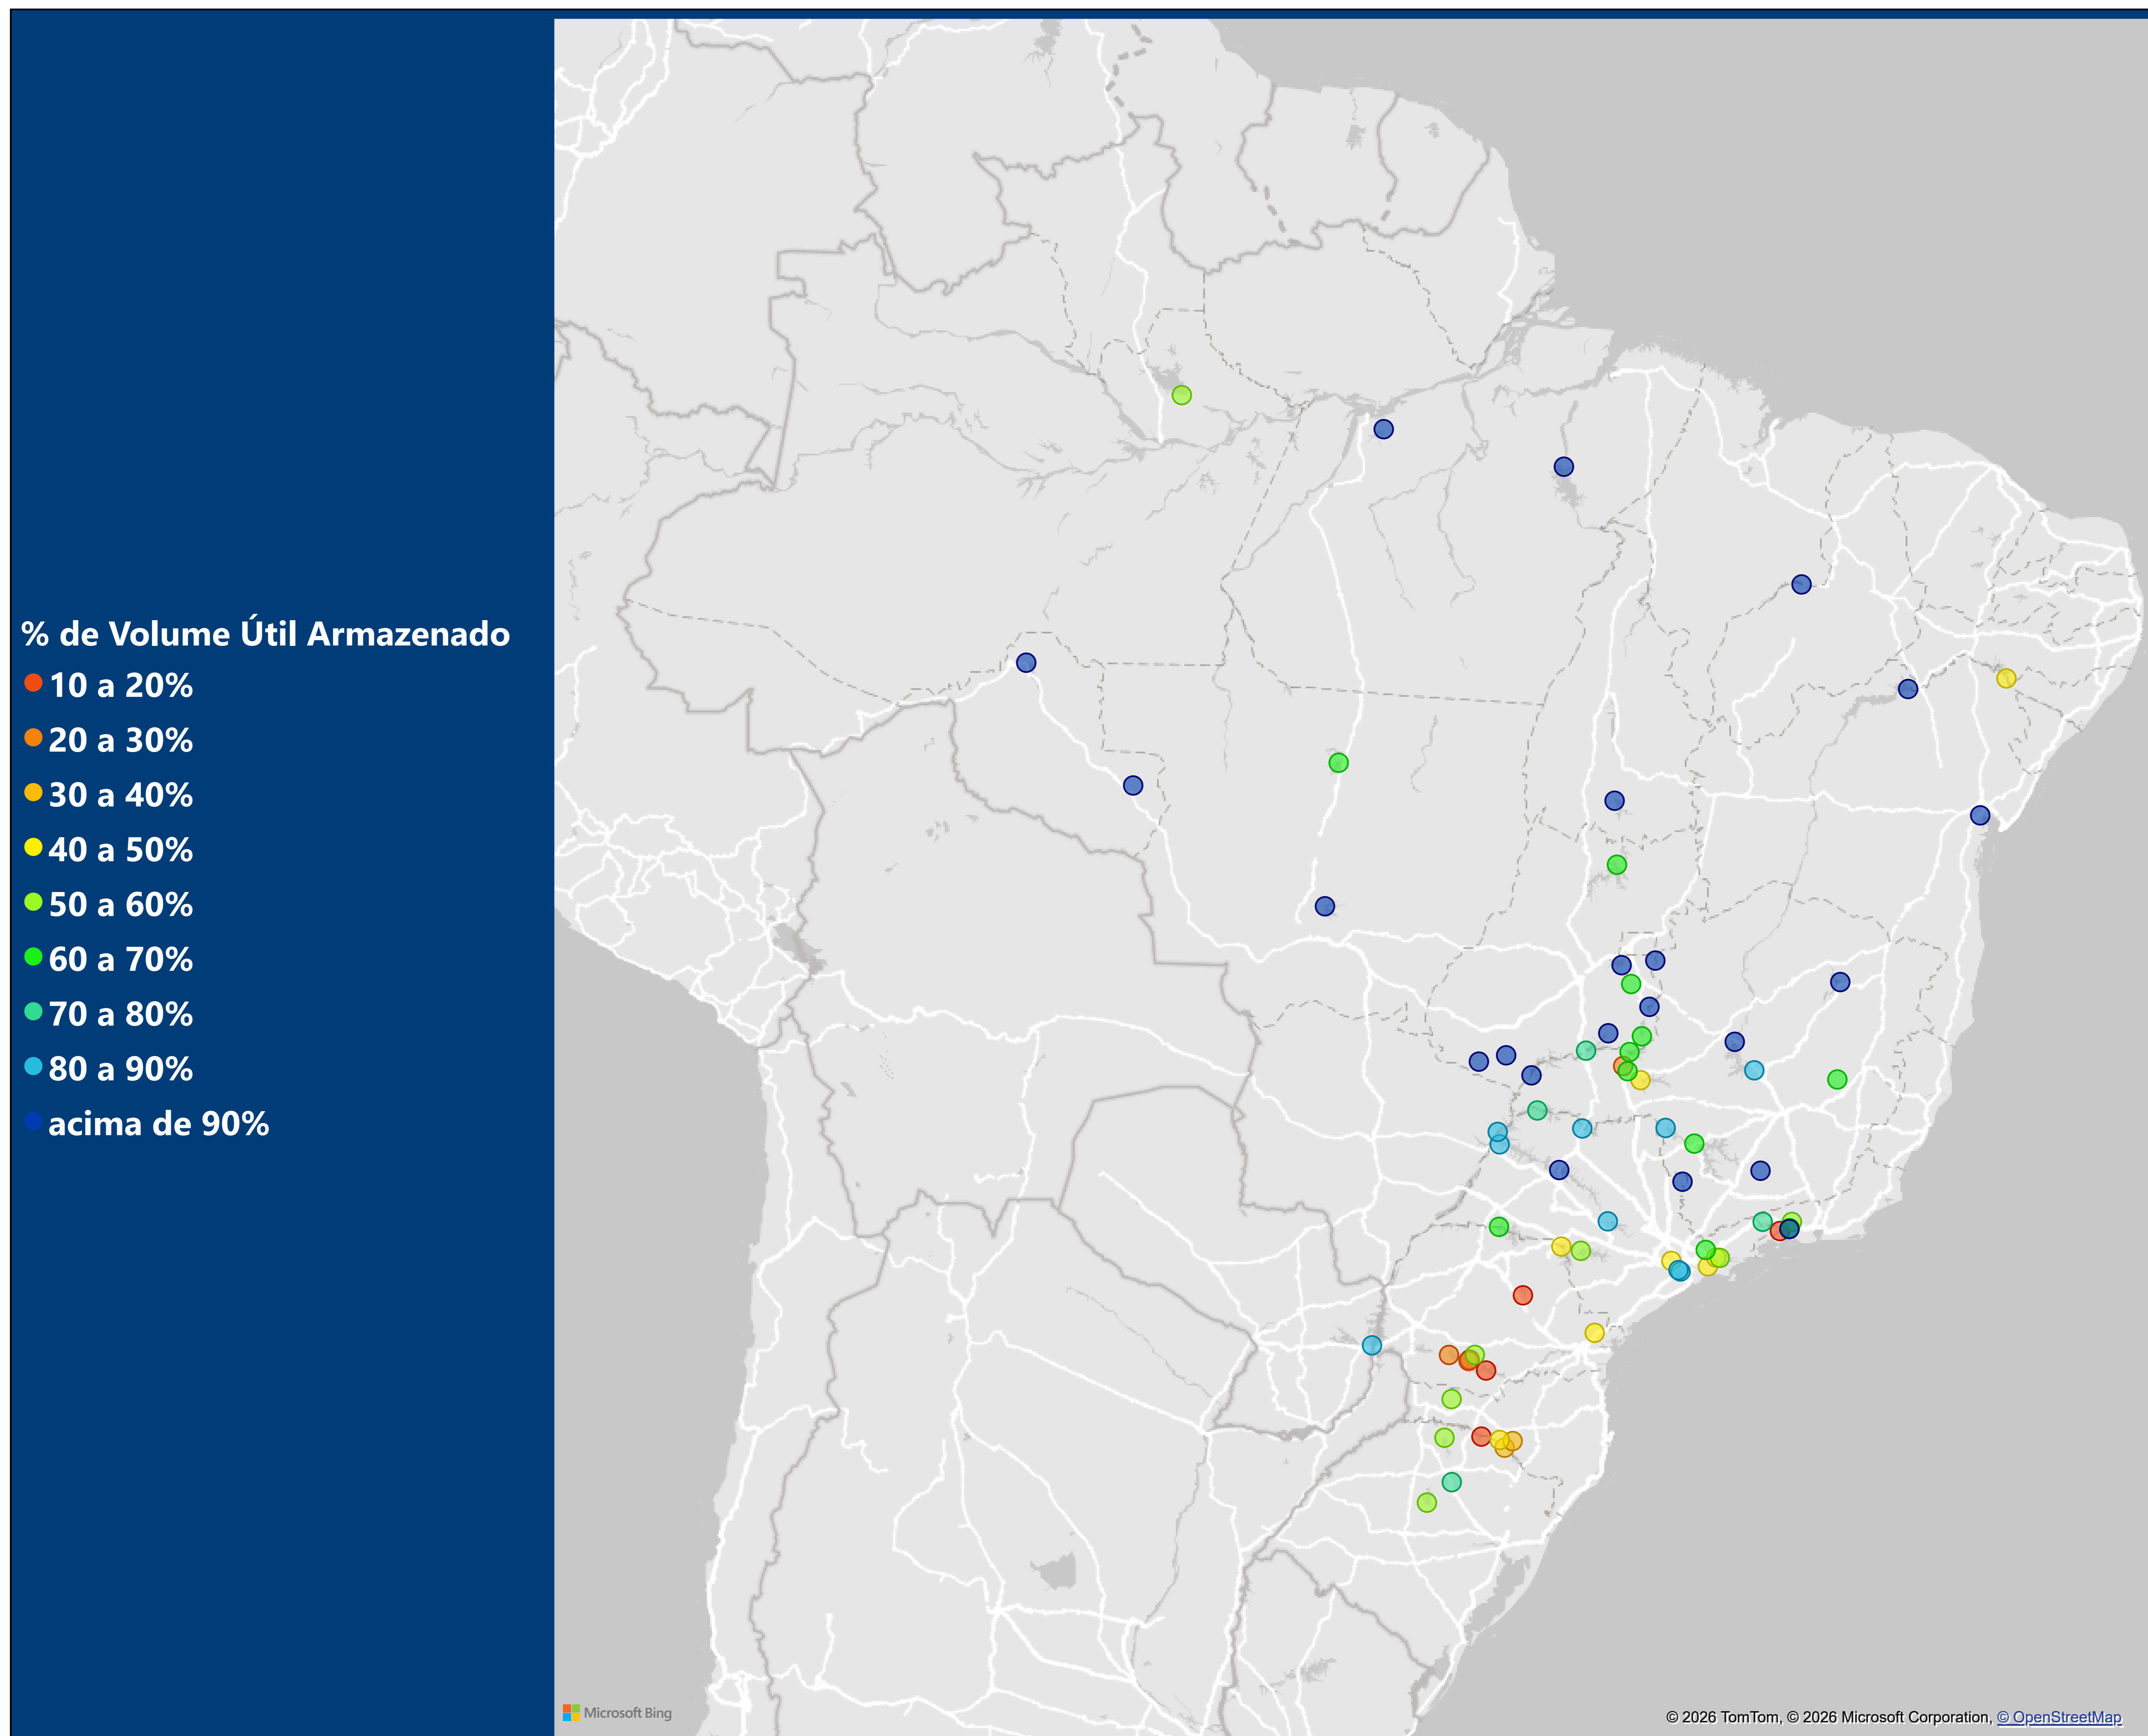 % de Volume Útil Armazenado
10 a 20%
20 a 30%
30 a 40%
40 a 50%
50 a 60%
60 a 70%
70 a 80%
80 a 90%
acima de 90%
Microsoft Bing
© 2026 TomTom, © 2026 Microsoft Corporation, © OpenStreetMap